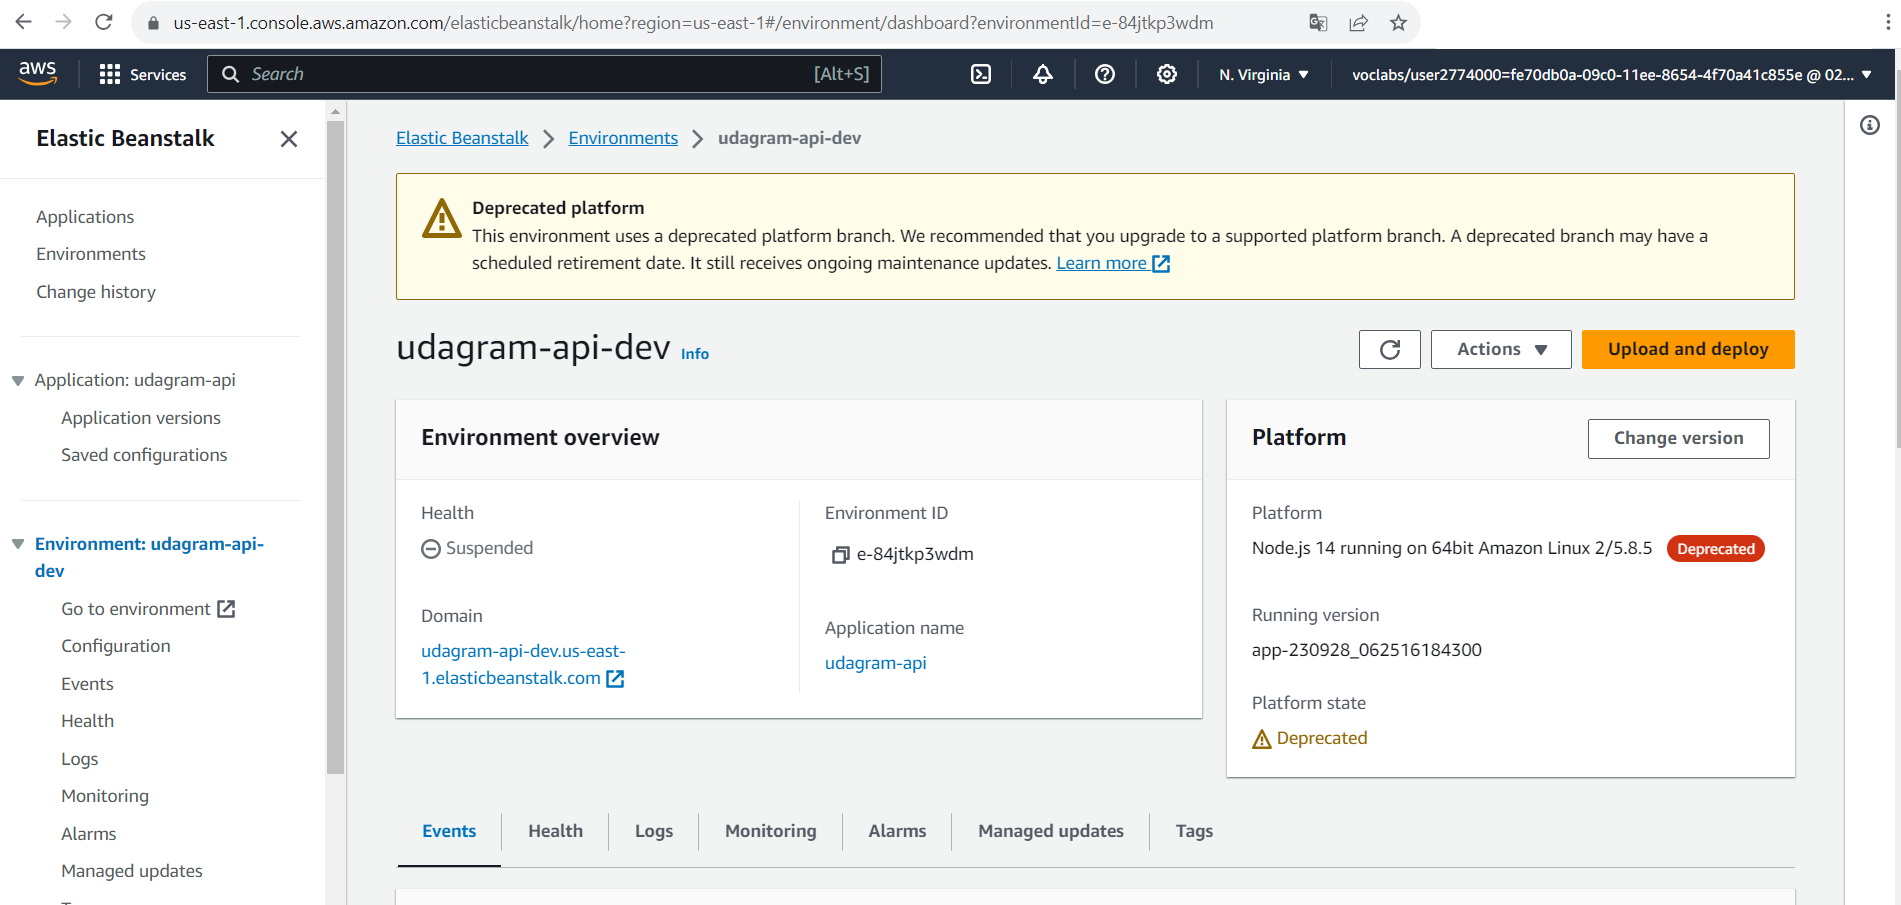 us-east-1.console.aws.amazon.com/elasticbeanstalk/home?region=us-east-1#/environment/dashboard?environmentId=e-84jtkp3wdm
aws
Services
Search
[Alt+S]
N. Virginia
voclabs/user2774000=fe70db0a-09c0-11ee-8654-4f70a41c855e @ 02...
Elastic Beanstalk
Applications
Environments
Change history
Application: udagram-api
Application versions
Saved configurations
Environment: udagram-api-
dev
Go to environment
Configuration
Events
Health
Logs
Monitoring
Alarms
Managed updates
Elastic Beanstalk
Environments
udagram-api-dev
Deprecated platform
This environment uses a deprecated platform branch. We recommended that you upgrade to a supported platform branch. A deprecated branch may have a
scheduled retirement date. It still receives ongoing maintenance updates. Learn more
udagram-api-dev Info
Actions
Upload and deploy
Environment overview
Health
Suspended
Domain
udagram-api-dev.us-east-
1.elasticbeanstalk.com
Environment ID
e-84jtkp3wdm
Application name
udagram-api
Platform
Change version
Platform
Node.js 14 running on 64bit Amazon Linux 2/5.8.5
Deprecated
Running version
app-230928_062516184300
Platform state
Deprecated
Events
Health
Logs
Monitoring
Alarms
Managed updates
Tags